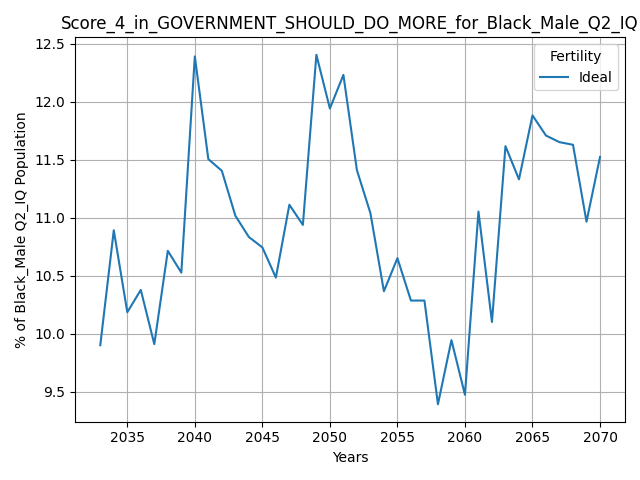 Score_4_in_GOVERNMENT_SHOULD_DO_MORE_for_Black_Male_Q2_IQ
Fertility
Ideal
% of Black_Male Q2_IQ Population
12.5
12.0
11.5
11.0
10.5
10.0
9.5
2035 2040 2045 2050 2055 2060 2065 2070
Years